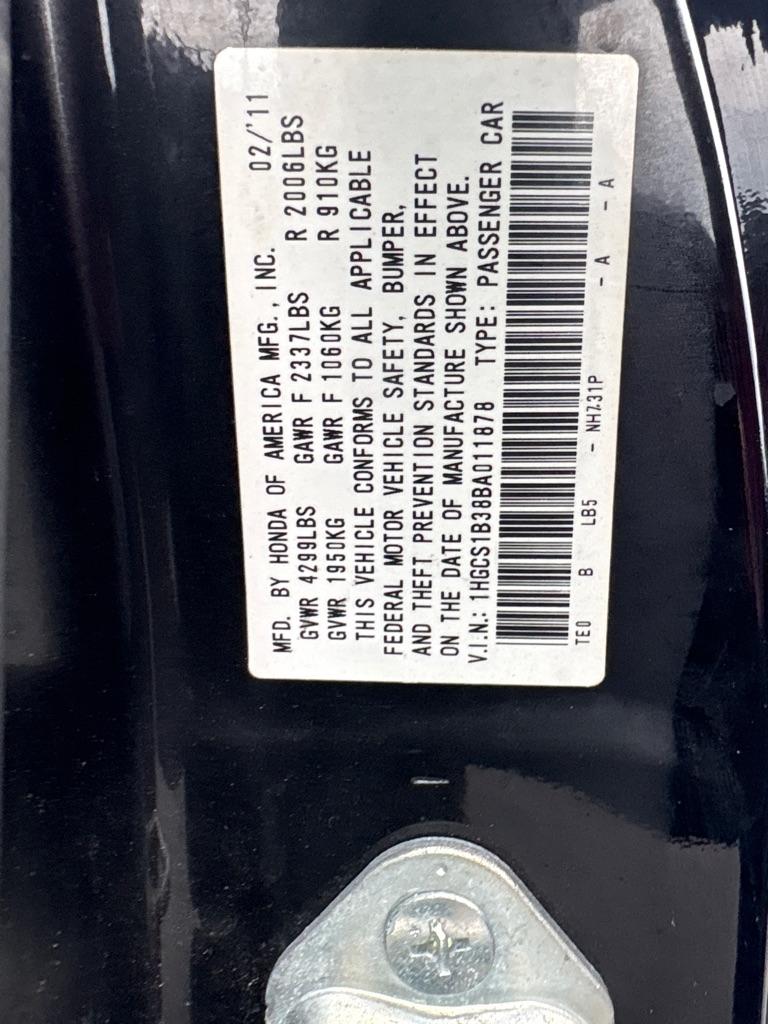 MFD. BY HONDA OF AMERICA MFG., INC. 02/'11
GVWR 4299LBS GAWR F 2337LBS R 2006LBS
GVWR 1950KG GAWR F 1060KG R 910KG
THIS VEHICLE CONFORMS TO ALL APPLICABLE
FEDERAL MOTOR VEHICLE SAFETY, BUMPER,
AND THEFT PREVENTION STANDARDS IN EFFECT
ON THE DATE OF MANUFACTURE SHOWN ABOVE.
V.I.N.: 1HGCS1B38BA011878 TYPE: PASSENGER CAR
TE0 B LB5 - NH731P - A - A